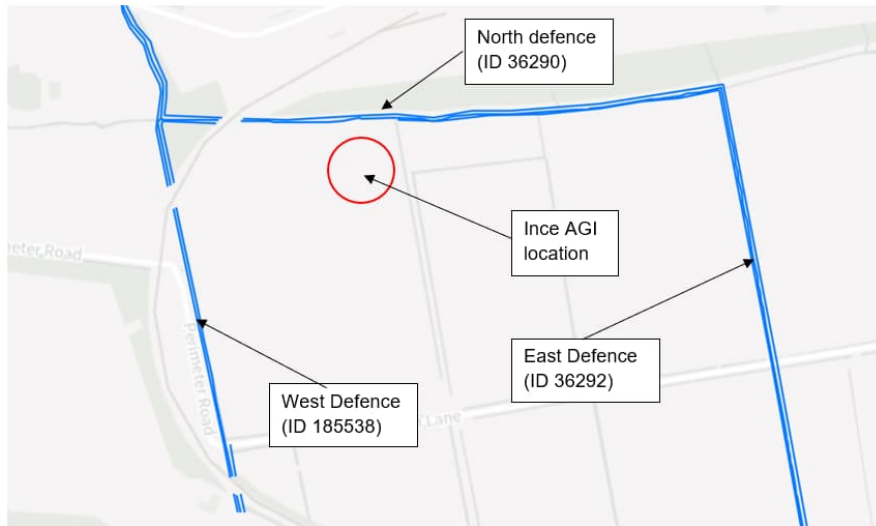 North defence
(ID 36290)
Ince AGI
location
meter Road
Perimeter Road
East Defence
(ID 36292)
West Defence
(ID 185538)
Lane